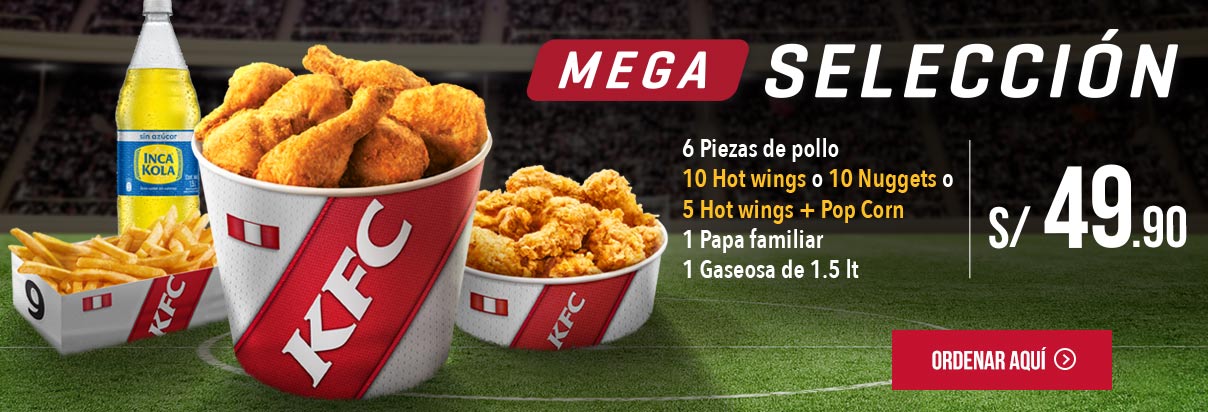 MEGA SELECCIÓN
6 Piezas de pollo
10 Hot wings o 10 Nuggets o
5 Hot wings + Pop Corn
1 Papa familiar
1 Gaseosa de 1.5 lt
S/ 49.90
ORDENAR AQUÍ
sin azúcar
INCA
KOLA
9
KFC
KFC
KFC